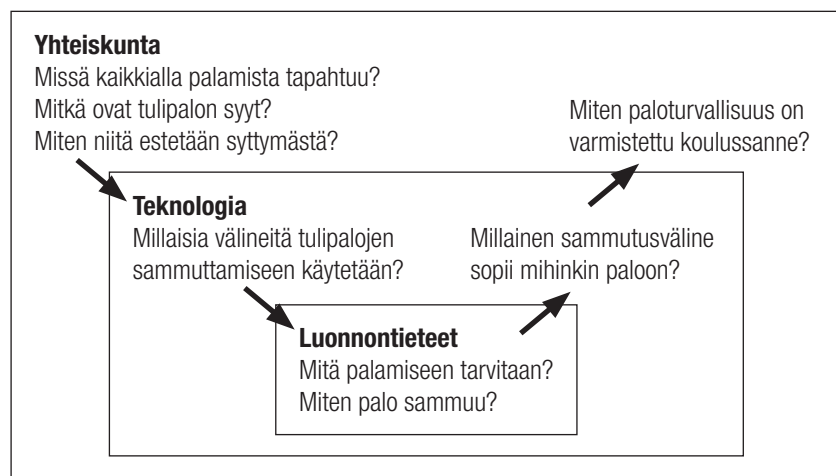 Yhteiskunta
Missä kaikkialla palamista tapahtuu?
Mitkä ovat tulipalon syyt?
Miten niitä estetään syttymästä?
Miten paloturvallisuus on
varmistettu koulussanne?
Teknologia
Millaisia välineitä tulipalojen
sammuttamiseen käytetään?
Millainen sammutusväline
sopii mihinkin paloon?
Luonnontieteet
Mitä palamiseen tarvitaan?
Miten palo sammuu?